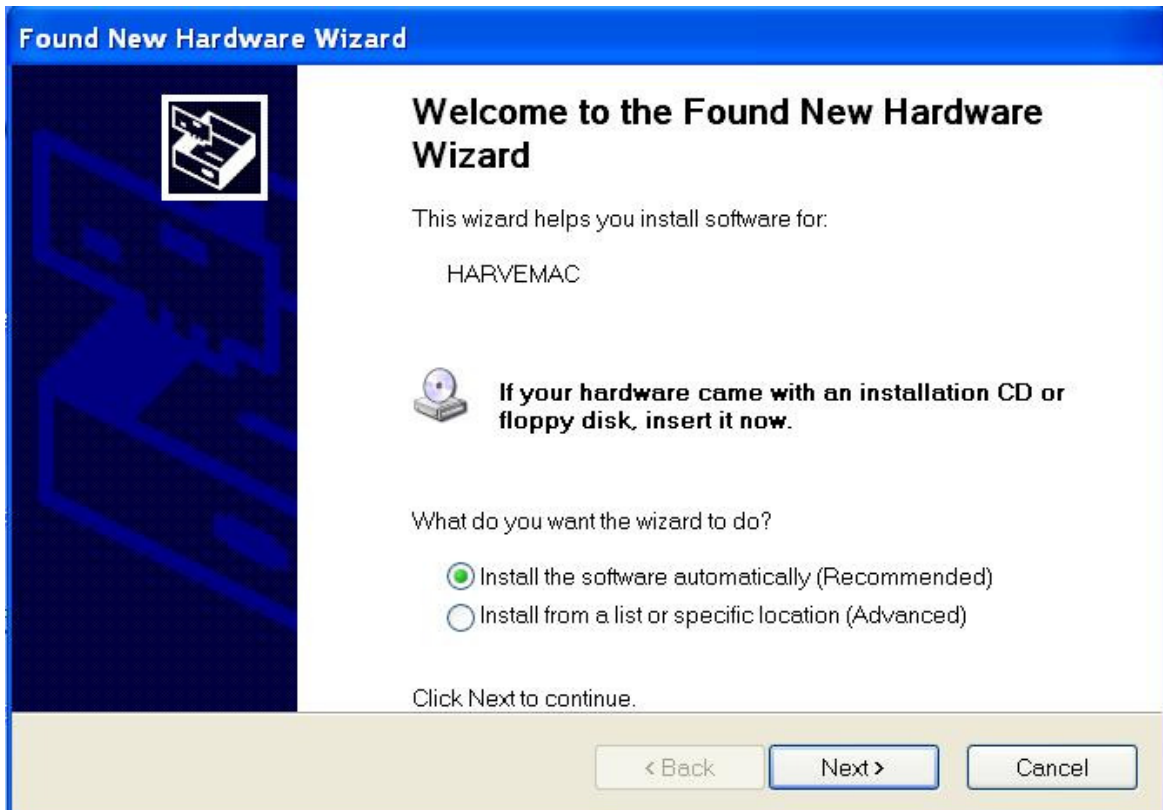 Found New Hardware Wizard
Welcome to the Found New Hardware
Wizard
This wizard helps you install software for:
HARVEMAC
If your hardware came with an installation CD or
floppy disk, insert it now.
What do you want the wizard to do?
Install the software automatically (Recommended)
Install from a list or specific location (Advanced)
Click Next to continue.
< Back Next > Cancel